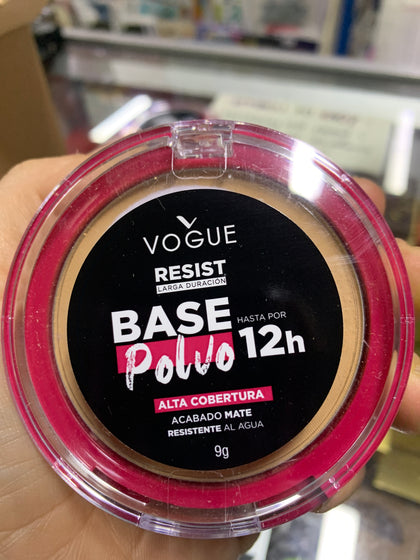 VOGUE
RESIST
LARGA DURACIÓN
BASE
Polvo
HASTA POR
12h
ALTA COBERTURA
ACABADO MATE
RESISTENTE AL AGUA
9g